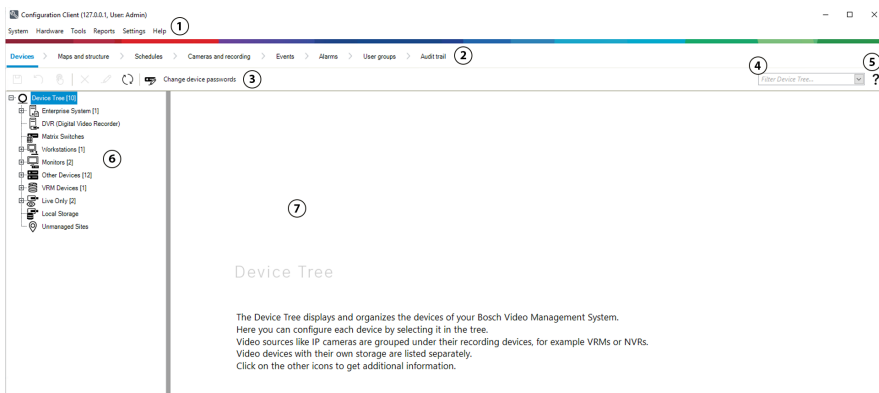 Configuration Client (127.0.0.1, User: Admin)
System Hardware Tools Reports Settings Help 1
Devices > Maps and structure > Schedules > Cameras and recording > Events > Alarms > User groups > Audit trail 2
Change device passwords 3
4
Filter Device Tree...
5
?
Device Tree [10]
Enterprise System [1]
DVR (Digital Video Recorder)
Matrix Switches
Workstations [1]
6
Monitors [2]
Other Devices [12]
VRM Devices [1]
Live Only [2]
Local Storage
Unmanaged Sites
7
Device Tree
The Device Tree displays and organizes the devices of your Bosch Video Management System.
Here you can configure each device by selecting it in the tree.
Video sources like IP cameras are grouped under their recording devices, for example VRMs or NVRs.
Video devices with their own storage are listed separately.
Click on the other icons to get additional information.